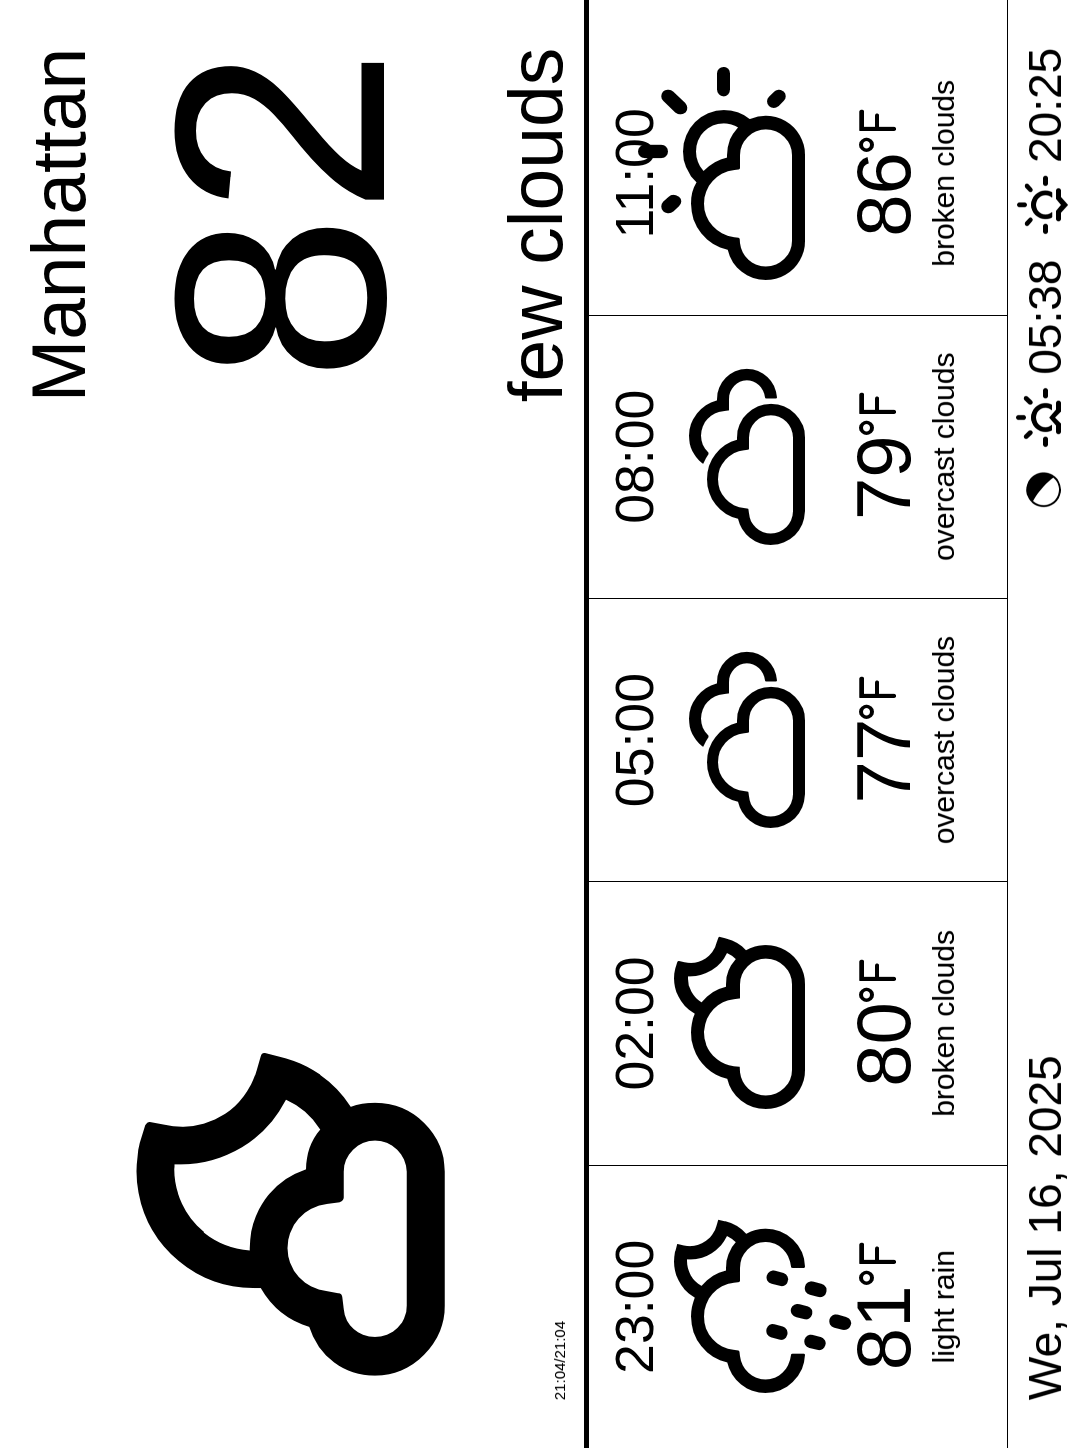 Manhattan
82
few clouds
21:04/21:04
23:00
81°F
light rain
02:00
80°F
broken clouds
05:00
77°F
overcast clouds
08:00
79°F
overcast clouds
11:00
86°F
broken clouds
We, Jul 16, 2025
05:38 20:25